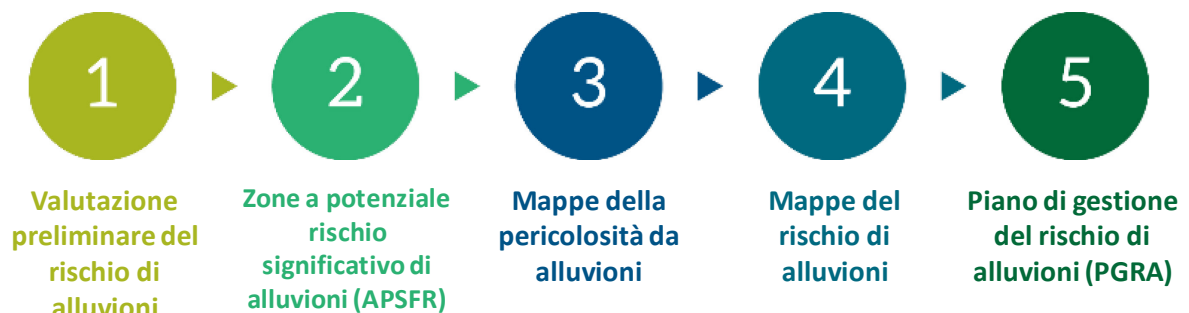 1
2
3
4
5
Valutazione
preliminare del
rischio di
alluvioni
Zone a potenziale
rischio
significativo di
alluvioni (APSFR)
Mappe della
pericolosità da
alluvioni
Mappe del
rischio di
alluvioni
Piano di gestione
del rischio di
alluvioni (PGRA)